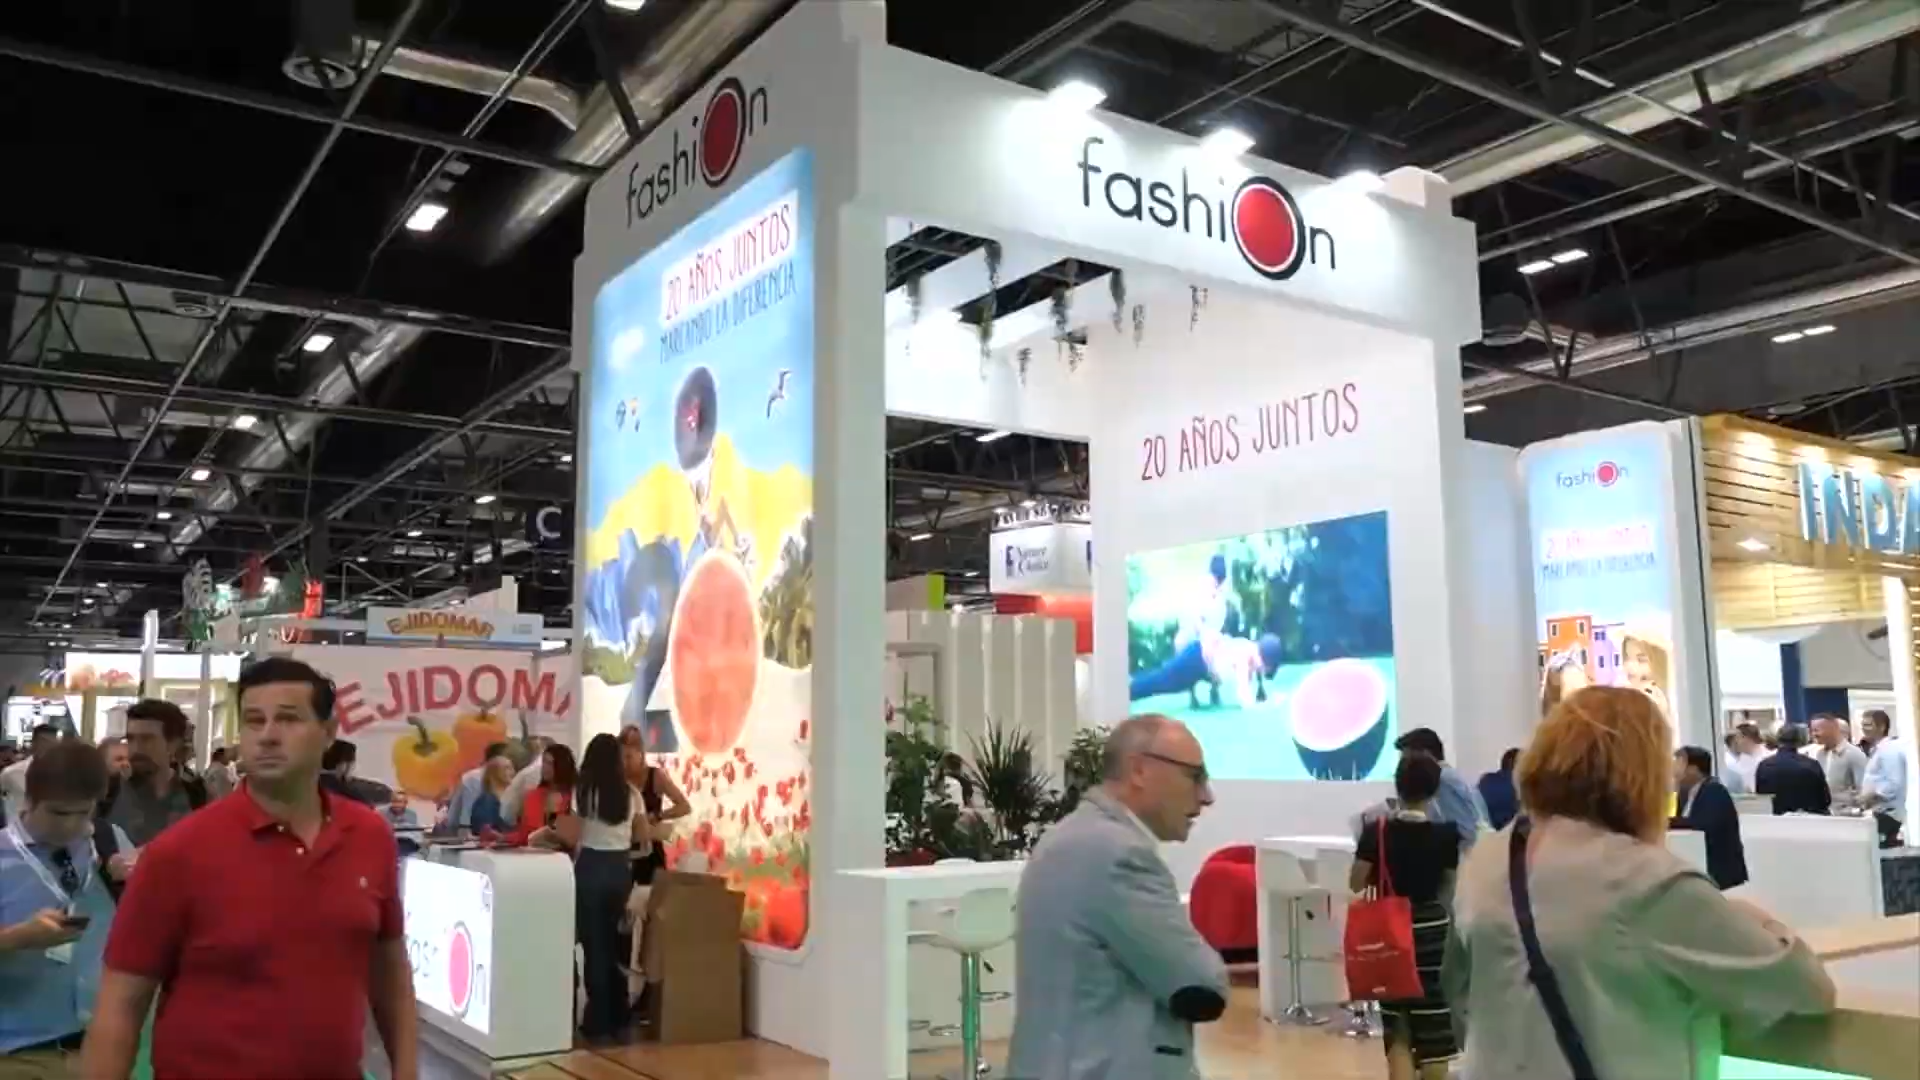 fashion
20 AÑOS JUNTOS
MARCANDO LA DIFERENCIA
fashion
20 AÑOS JUNTOS
fashion
20 AÑOS JUNTOS
MARCANDO LA DIFERENCIA
INDA
C
EJIDOMAR
EJIDOMA
fashion